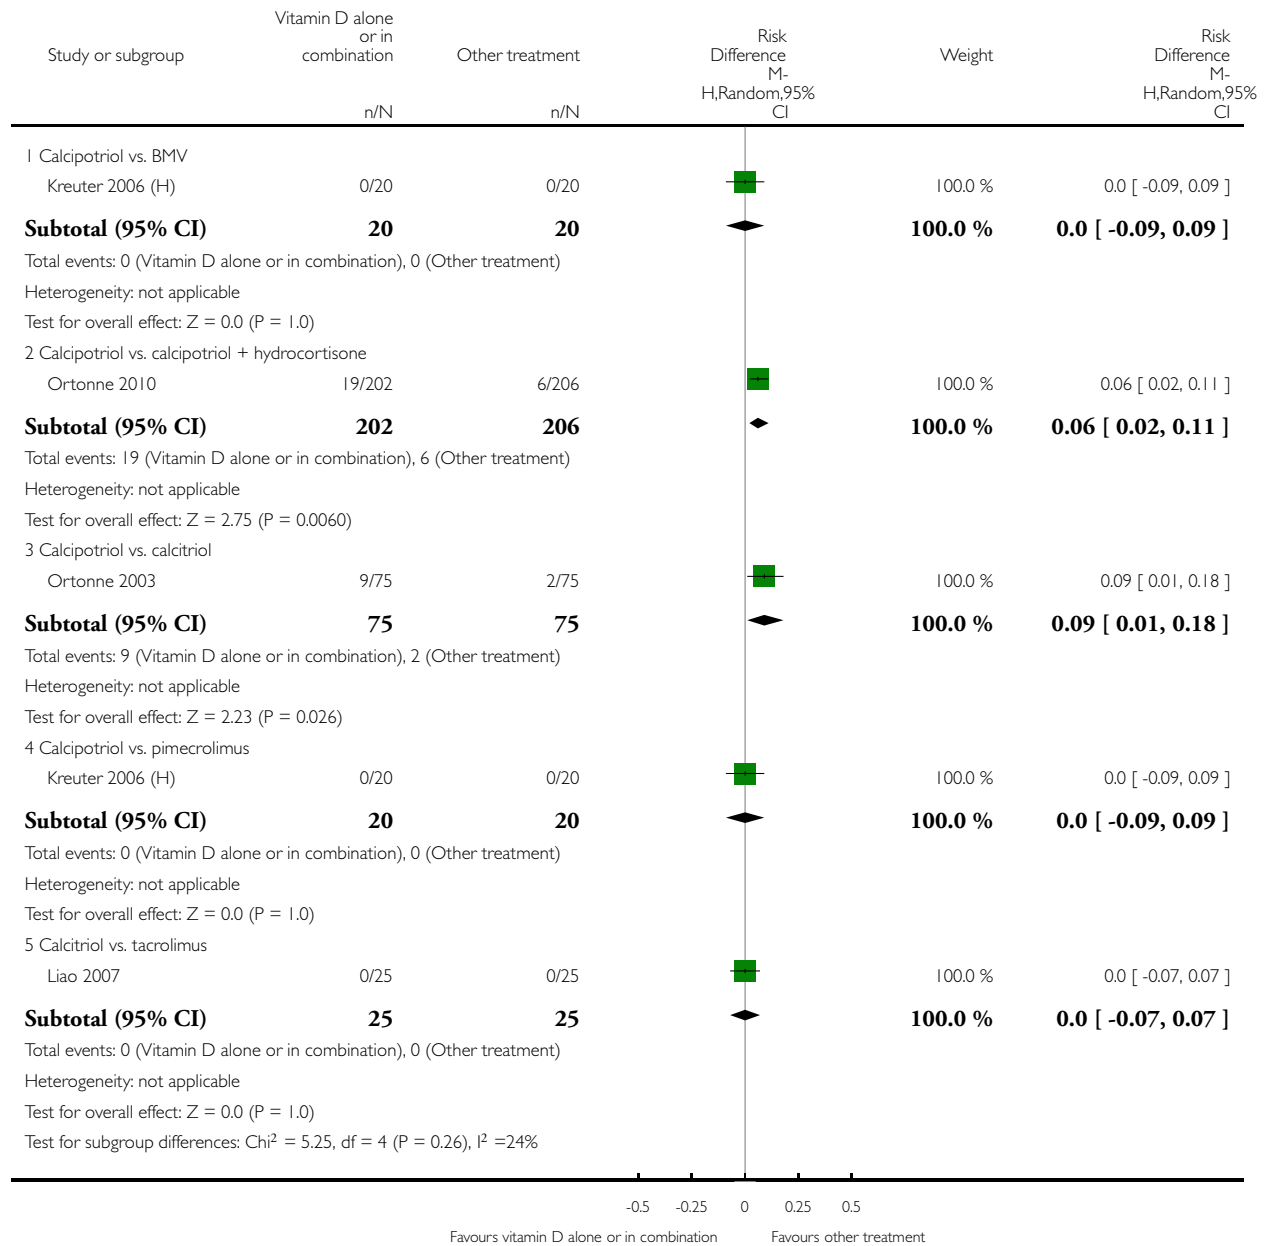 Vitamin D alone
or in
combination
Study or subgroup
Other treatment
Risk
Difference
M-
H,Random,95%
CI
Weight
Risk
Difference
M-
H,Random,95%
CI
n/N n/N
1 Calcipotriol vs. BMV
Kreuter 2006 (H) 0/20 0/20 100.0 % 0.0 [ -0.09, 0.09 ]
Subtotal (95% CI) 20 20 100.0 % 0.0 [ -0.09, 0.09 ]
Total events: 0 (Vitamin D alone or in combination), 0 (Other treatment)
Heterogeneity: not applicable
Test for overall effect: Z = 0.0 (P = 1.0)
2 Calcipotriol vs. calcipotriol + hydrocortisone
Ortonne 2010 19/202 6/206 100.0 % 0.06 [ 0.02, 0.11 ]
Subtotal (95% CI) 202 206 100.0 % 0.06 [ 0.02, 0.11 ]
Total events: 19 (Vitamin D alone or in combination), 6 (Other treatment)
Heterogeneity: not applicable
Test for overall effect: Z = 2.75 (P = 0.0060)
3 Calcipotriol vs. calcitriol
Ortonne 2003 9/75 2/75 100.0 % 0.09 [ 0.01, 0.18 ]
Subtotal (95% CI) 75 75 100.0 % 0.09 [ 0.01, 0.18 ]
Total events: 9 (Vitamin D alone or in combination), 2 (Other treatment)
Heterogeneity: not applicable
Test for overall effect: Z = 2.23 (P = 0.026)
4 Calcipotriol vs. pimecrolimus
Kreuter 2006 (H) 0/20 0/20 100.0 % 0.0 [ -0.09, 0.09 ]
Subtotal (95% CI) 20 20 100.0 % 0.0 [ -0.09, 0.09 ]
Total events: 0 (Vitamin D alone or in combination), 0 (Other treatment)
Heterogeneity: not applicable
Test for overall effect: Z = 0.0 (P = 1.0)
5 Calcitriol vs. tacrolimus
Liao 2007 0/25 0/25 100.0 % 0.0 [ -0.07, 0.07 ]
Subtotal (95% CI) 25 25 100.0 % 0.0 [ -0.07, 0.07 ]
Total events: 0 (Vitamin D alone or in combination), 0 (Other treatment)
Heterogeneity: not applicable
Test for overall effect: Z = 0.0 (P = 1.0)
Test for subgroup differences: Chi² = 5.25, df = 4 (P = 0.26), I² =24%
-0.5 -0.25 0 0.25 0.5
Favours vitamin D alone or in combination Favours other treatment